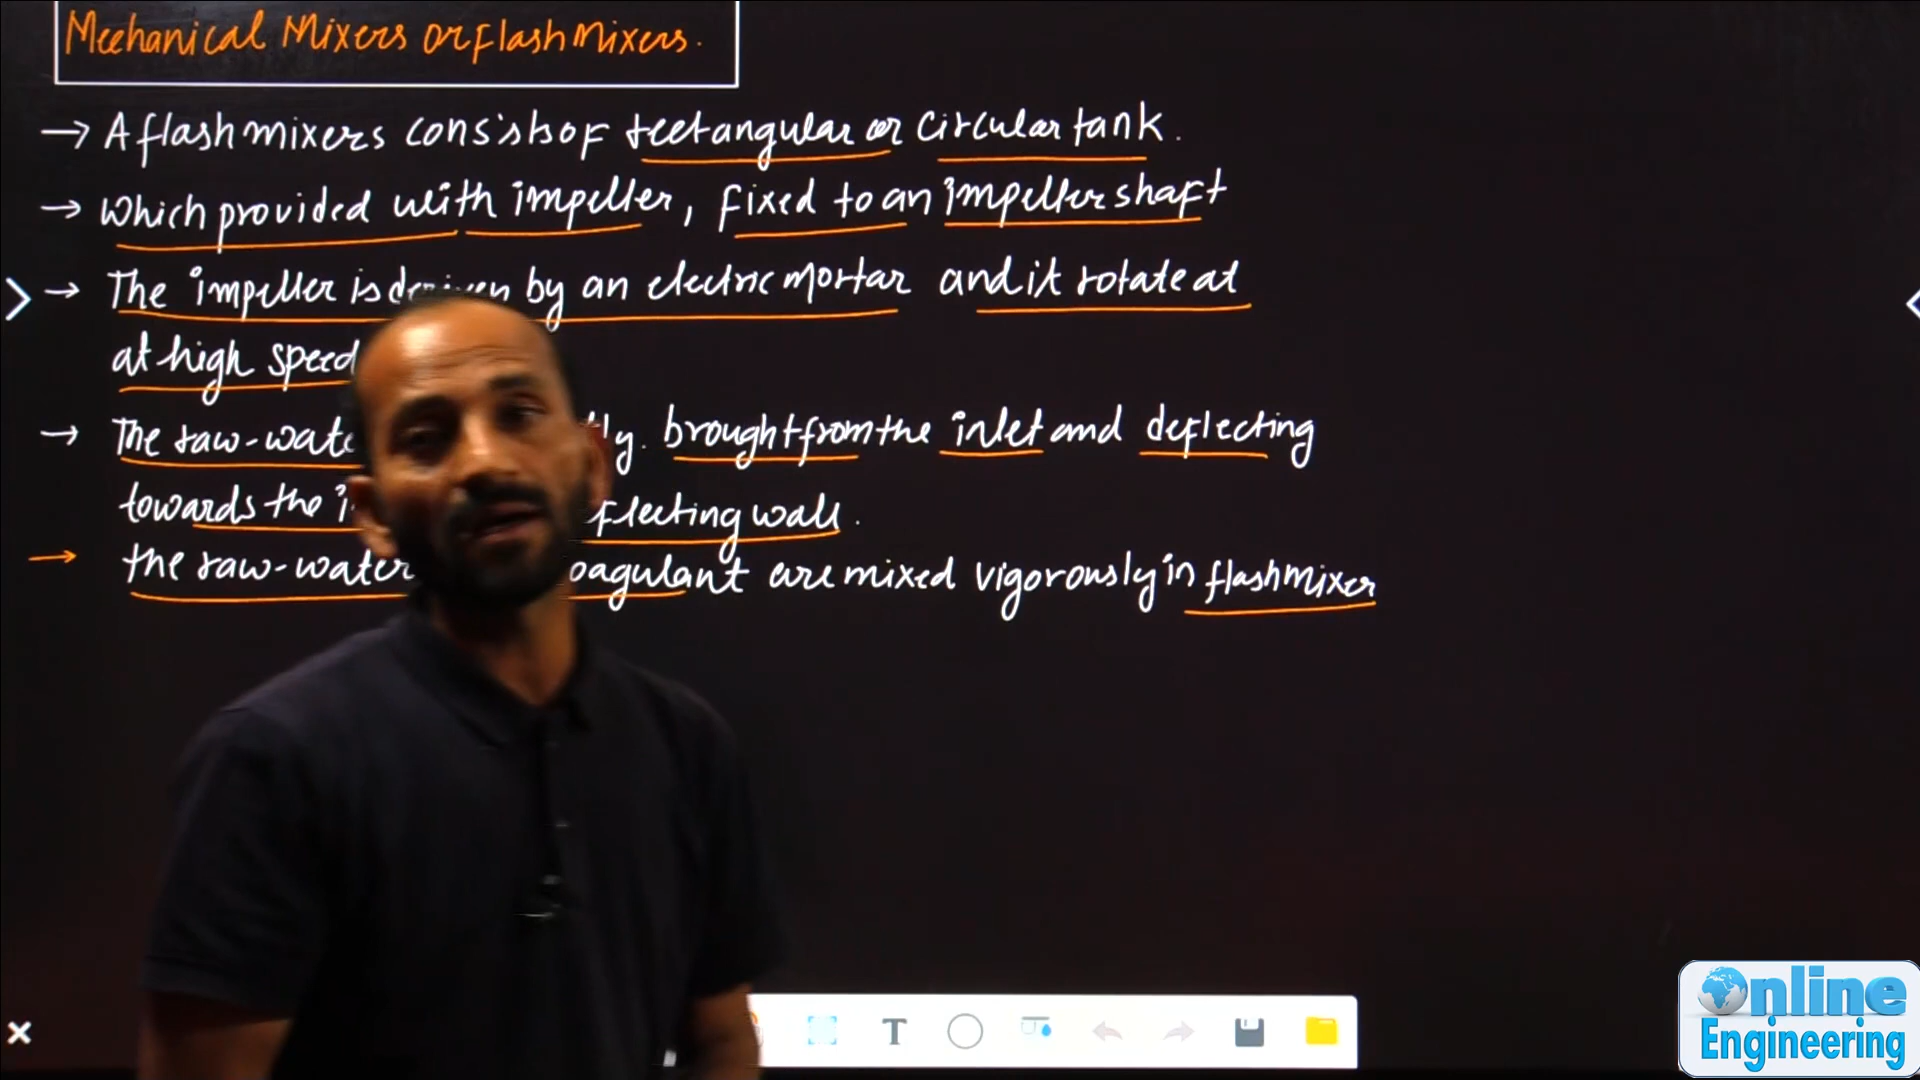 Mechanical Mixers or flash mixers.
→ A flash mixers consists of rectangular or circular tank.
→ Which provided with impeller, fixed to an impeller shaft
→ The impeller is deriven by an electric mortar and it rotate at
at high speed
→ The raw-wate brought from the inlet and deflecting
towards the flecting wall.
→ the raw-water oagulant are mixed vigorously in flash mixer
T
Online
Engineering